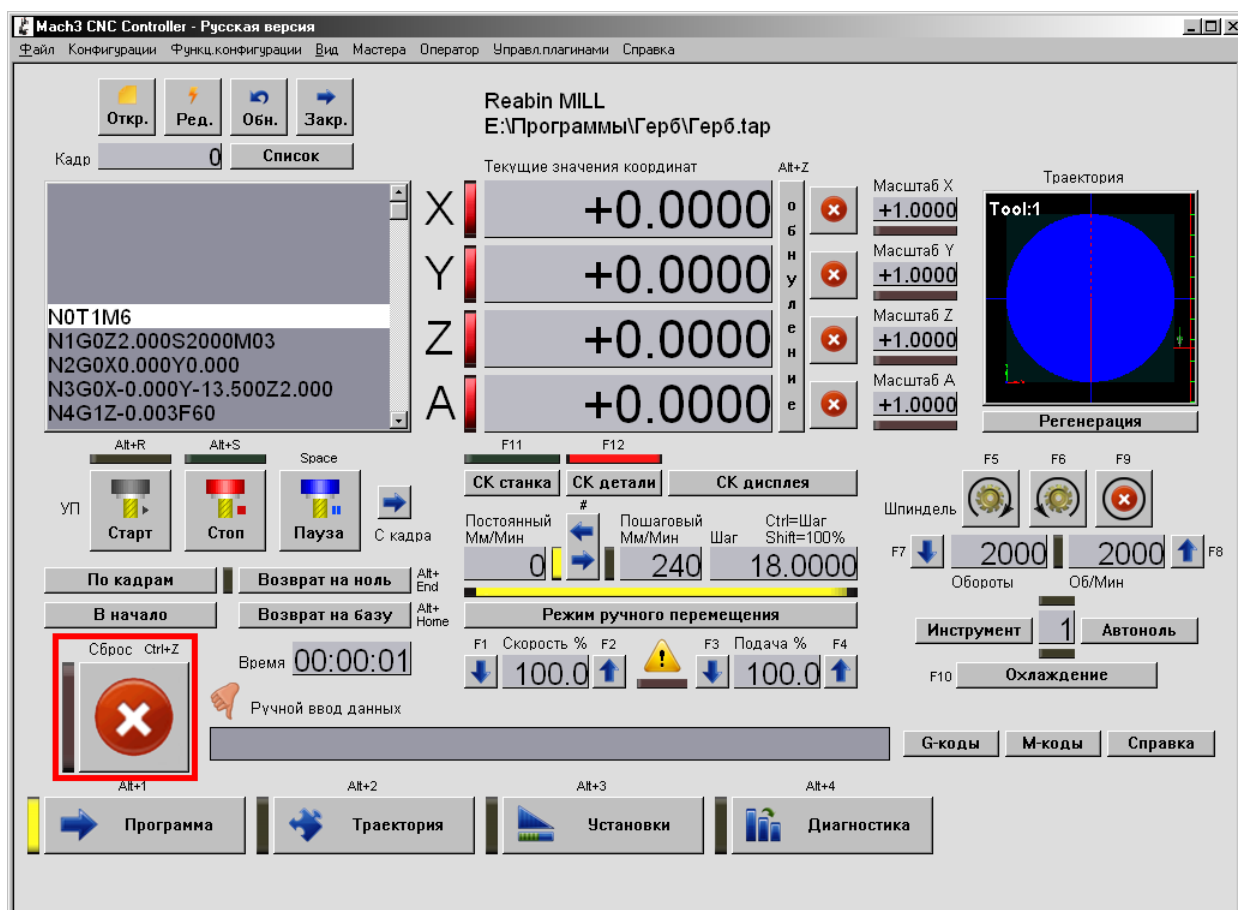 Mach3 CNC Controller - Русская версия
Файл Конфигурации Функц.конфигурации Вид Мастера Оператор Управл.плагинами Справка
Откр. Ред. Обн. Закр.
Reabin MILL
E:\Программы\Герб\Герб.tap
Кадр 0 Список
Текущие значения координат Alt+Z
X +0.0000
Y +0.0000
Z +0.0000
A +0.0000
обнуление
Масштаб X
+1.0000
Масштаб Y
+1.0000
Масштаб Z
+1.0000
Масштаб A
+1.0000
Траектория
Tool:1
Регенерация
N0T1M6
N1G0Z2.000S2000M03
N2G0X0.000Y0.000
N3G0X-0.000Y-13.500Z2.000
N4G1Z-0.003F60
Alt+R Alt+S Space
УП Старт Стоп Пауза С кадра
F11 F12
СК станка СК детали СК дисплея
#
Постоянный Мм/Мин Пошаговый Мм/Мин Шаг Ctrl=Шаг Shift=100%
0 240 18.0000
F5 F6 F9
Шпиндель
F7 2000 2000 F8
Обороты Об/Мин
По кадрам Возврат на ноль Alt+ End
В начало Возврат на базу Alt+ Home
Режим ручного перемещения
F1 Скорость % F2 F3 Подача % F4
100.0 100.0
Инструмент 1 Автоноль
F10 Охлаждение
Сброс Ctrl+Z
Время 00:00:01
Ручной ввод данных
G-коды М-коды Справка
Alt+1 Alt+2 Alt+3 Alt+4
Программа Траектория Установки Диагностика